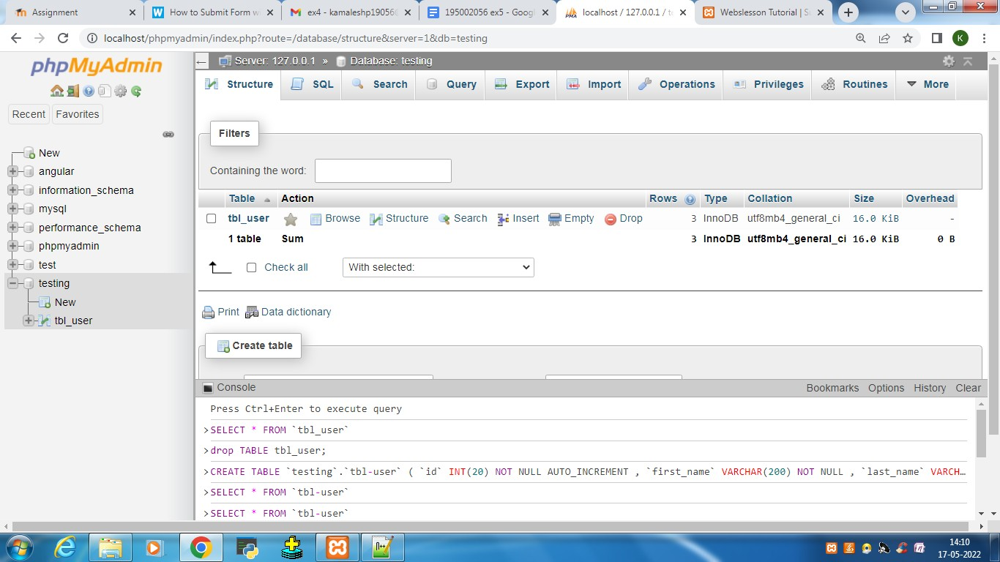 Assignment
How to Submit Form w
ex4 - kamaleshp190560
195002056 ex5 - Goog
localhost / 127.0.0.1 / te
Webslesson Tutorial | S
localhost/phpmyadmin/index.php?route=/database/structure&server=1&db=testing
K
phpMyAdmin
Recent
Favorites
New
angular
information_schema
mysql
performance_schema
phpmyadmin
test
testing
New
tbl_user
Server: 127.0.0.1 » Database: testing
Structure SQL Search Query Export Import Operations Privileges Routines More
Filters
Containing the word:
Table Action Rows Type Collation Size Overhead
tbl_user Browse Structure Search Insert Empty Drop 3 InnoDB utf8mb4_general_ci 16.0 KiB -
1 table Sum 3 InnoDB utf8mb4_general_ci 16.0 KiB 0 B
Check all With selected:
Print Data dictionary
Create table
Console Bookmarks Options History Clear
Press Ctrl+Enter to execute query
>SELECT * FROM `tbl_user`
>drop TABLE tbl_user;
>CREATE TABLE `testing`.`tbl-user` ( `id` INT(20) NOT NULL AUTO_INCREMENT , `first_name` VARCHAR(200) NOT NULL , `last_name` VARCH…
>SELECT * FROM `tbl-user`
>SELECT * FROM `tbl-user`
14:10
17-05-2022